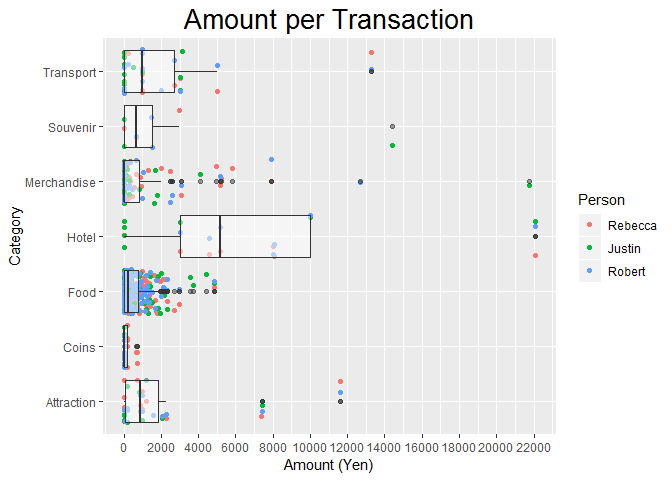 Amount per Transaction
Category
Transport
Souvenir
Merchandise
Hotel
Food
Coins
Attraction
0 2000 4000 6000 8000 10000 12000 14000 16000 18000 20000 22000
Amount (Yen)
Person
Rebecca
Justin
Robert